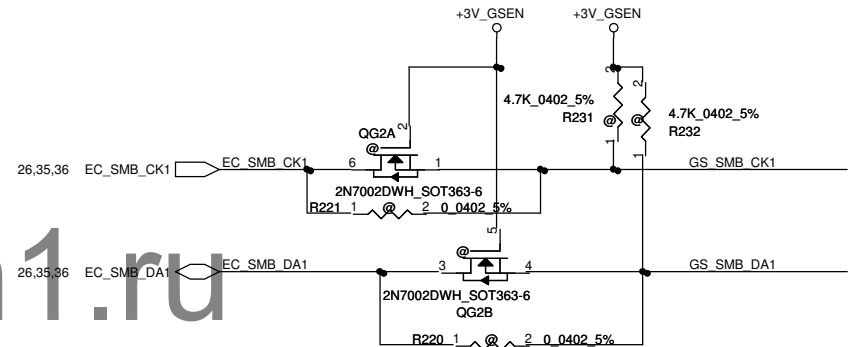 +3V_GSEN +3V_GSEN
2
2
2
4.7K_0402_5%
R231
@
@
4.7K_0402_5%
R232
QG2A
@
1
1
26,35,36 EC_SMB_CK1 EC_SMB_CK1 6 1 GS_SMB_CK1
2N7002DWH_SOT363-6
R221 1 @ 2 0_0402_5%
5
@
26,35,36 EC_SMB_DA1 EC_SMB_DA1 3 4 GS_SMB_DA1
2N7002DWH_SOT363-6
QG2B
R220 1 @ 2 0_0402_5%
1.ru